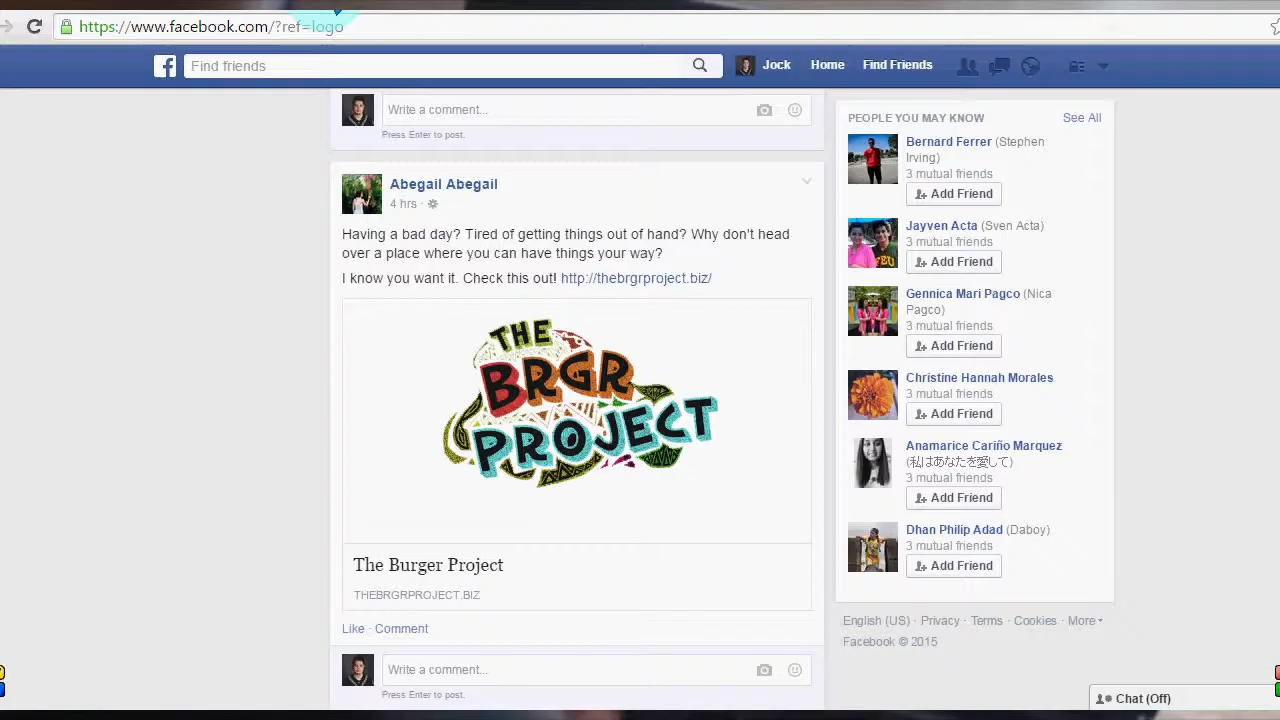 https://www.facebook.com/?ref=logo
Find friends
Jock
Home
Find Friends
Write a comment...
Press Enter to post.
Abegail Abegail
4 hrs ·
Having a bad day? Tired of getting things out of hand? Why don't head
over a place where you can have things your way?
I know you want it. Check this out! http://thebrgrproject.biz/
THE
BRGR
PROJECT
The Burger Project
THEBRGRPROJECT.BIZ
Like · Comment
Write a comment...
Press Enter to post.
PEOPLE YOU MAY KNOW
See All
Bernard Ferrer (Stephen
Irving)
3 mutual friends
Add Friend
Jayven Acta (Sven Acta)
3 mutual friends
Add Friend
FEU
Gennica Mari Pagco (Nica
Pagco)
3 mutual friends
Add Friend
Christine Hannah Morales
3 mutual friends
Add Friend
Anamarice Cariño Marquez
(私はあなたを愛して)
3 mutual friends
Add Friend
Dhan Philip Adad (Daboy)
3 mutual friends
Add Friend
English (US) · Privacy · Terms · Cookies · More
Facebook © 2015
Chat (Off)